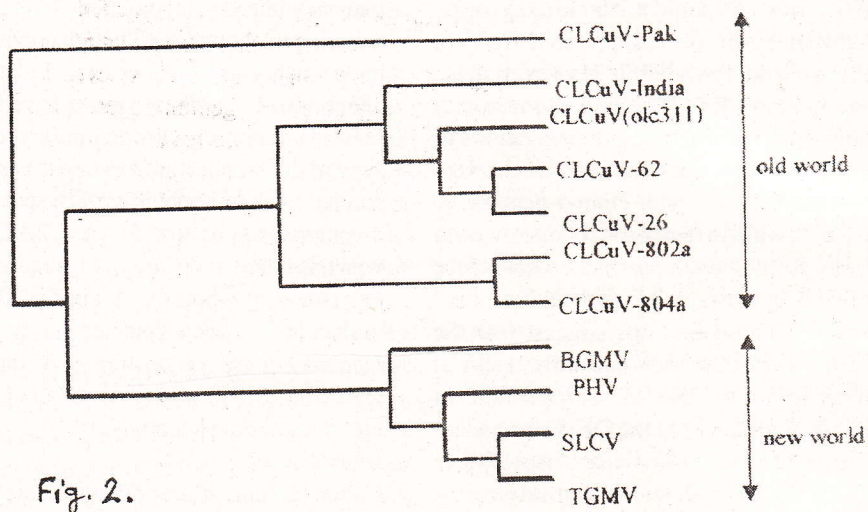 CLCuV-Pak
CLCuV-India
CLCuV(olc311)
CLCuV-62
old world
CLCuV-26
CLCuV-802a
CLCuV-804a
BGMV
PHV
SLCV
new world
TGMV
Fig. 2.